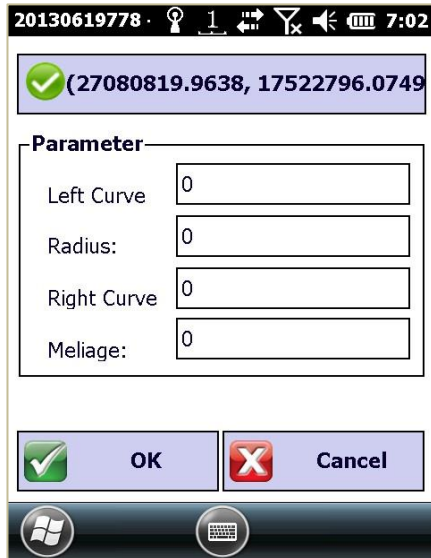 20130619778 · 1 7:02
(27080819.9638, 17522796.0749
Parameter
Left Curve 0
Radius: 0
Right Curve 0
Meliage: 0
OK Cancel